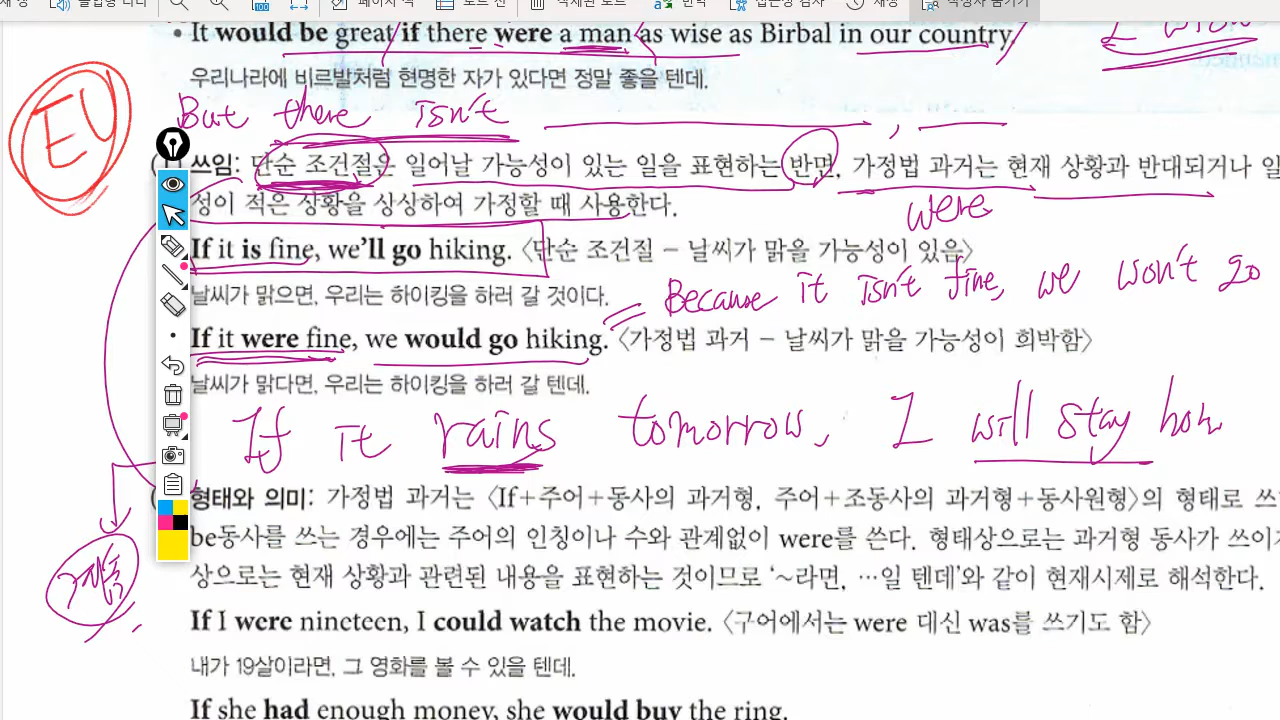 페이지 색
• It would be great if there were a man as wise as Birbal in our country
I wish
우리나라에 비르발처럼 현명한 자가 있다면 정말 좋을 텐데.
EU
But there isn't
쓰임: 단순 조건절은 일어날 가능성이 있는 일을 표현하는 반면, 가정법 과거는 현재 상황과 반대되거나 일
성이 적은 상황을 상상하여 가정할 때 사용한다.
were
If it is fine, we'll go hiking. 〈단순 조건절 – 날씨가 맑을 가능성이 있음〉
날씨가 맑으면, 우리는 하이킹을 하러 갈 것이다.
Because it isn't fine, we won't go
If it were fine, we would go hiking. 〈가정법 과거 – 날씨가 맑을 가능성이 희박함〉
날씨가 맑다면, 우리는 하이킹을 하러 갈 텐데.
If it rains tomorrow, I will stay home
형태와 의미: 가정법 과거는 〈If+주어+동사의 과거형, 주어+조동사의 과거형+동사원형〉의 형태로 쓰
be동사를 쓰는 경우에는 주어의 인칭이나 수와 관계없이 were를 쓴다. 형태상으로는 과거형 동사가 쓰이
상으로는 현재 상황과 관련된 내용을 표현하는 것이므로 '~라면, …일 텐데'와 같이 현재시제로 해석한다.
If I were nineteen, I could watch the movie. 〈구어에서는 were 대신 was를 쓰기도 함〉
내가 19살이라면, 그 영화를 볼 수 있을 텐데.
If she had enough money, she would buy the ring.